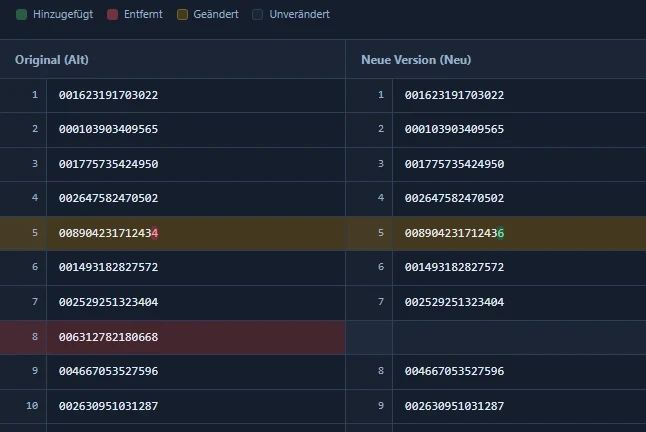 Hinzugefügt Entfernt Geändert Unverändert
Original (Alt) Neue Version (Neu)
1 001623191703022 1 001623191703022
2 000103903409565 2 000103903409565
3 001775735424950 3 001775735424950
4 002647582470502 4 002647582470502
5 008904231712434 5 008904231712436
6 001493182827572 6 001493182827572
7 002529251323404 7 002529251323404
8 006312782180668
9 004667053527596 8 004667053527596
10 002630951031287 9 002630951031287